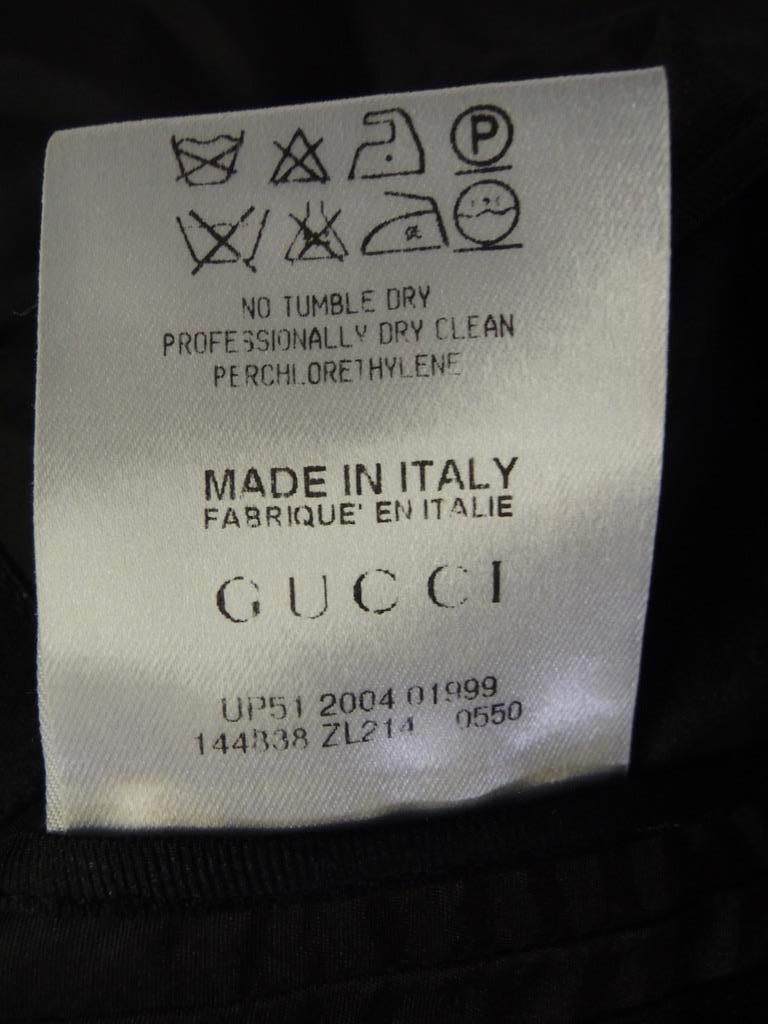 P
NO TUMBLE DRY
PROFESSIONALLY DRY CLEAN
PERCHLORETHYLENE
MADE IN ITALY
FABRIQUE' EN ITALIE
GUCCI
UP51 2004 01999
144838 ZL214 0550